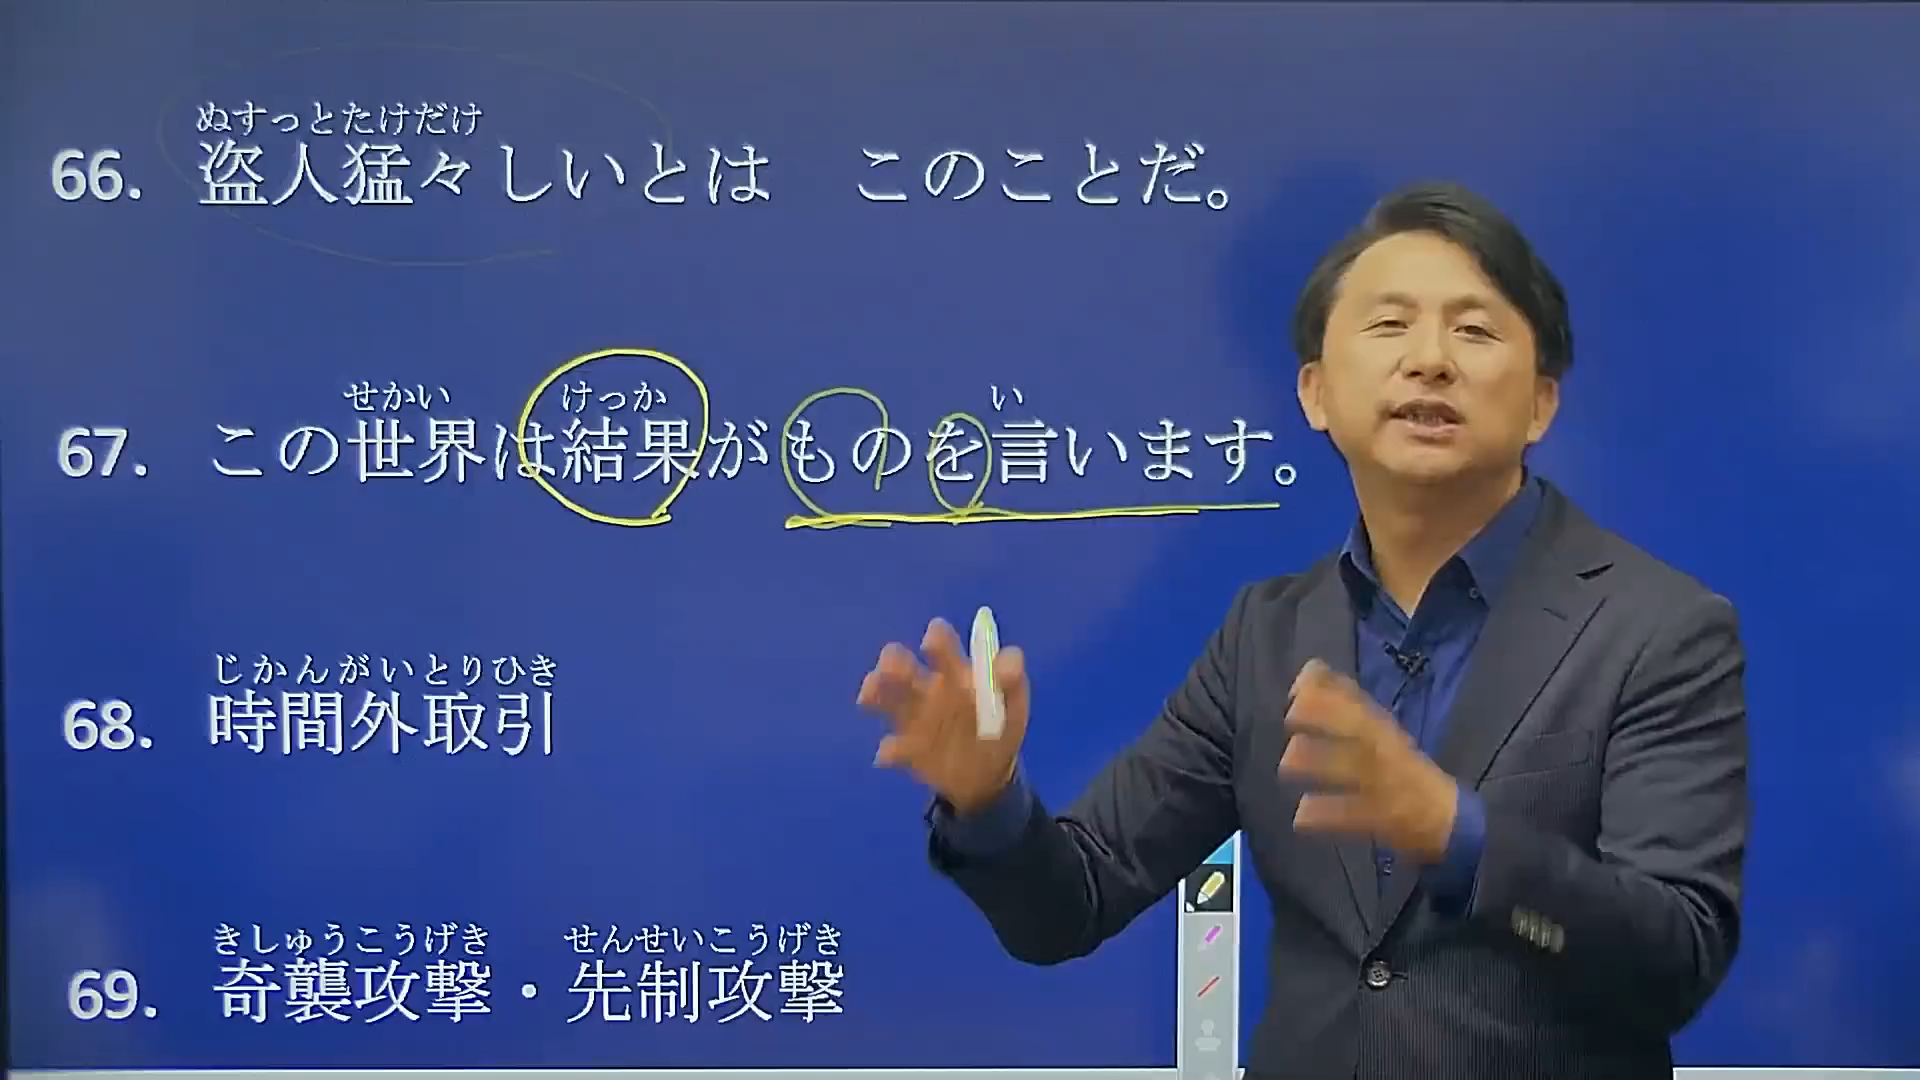 ぬすっとたけだけ
66. 盗人猛々しいとは このことだ。
せかい けっか い
67. この世界は結果がものを言います。
じかんがいとりひき
68. 時間外取引
きしゅうこうげき せんせいこうげき
69. 奇襲攻撃・先制攻撃